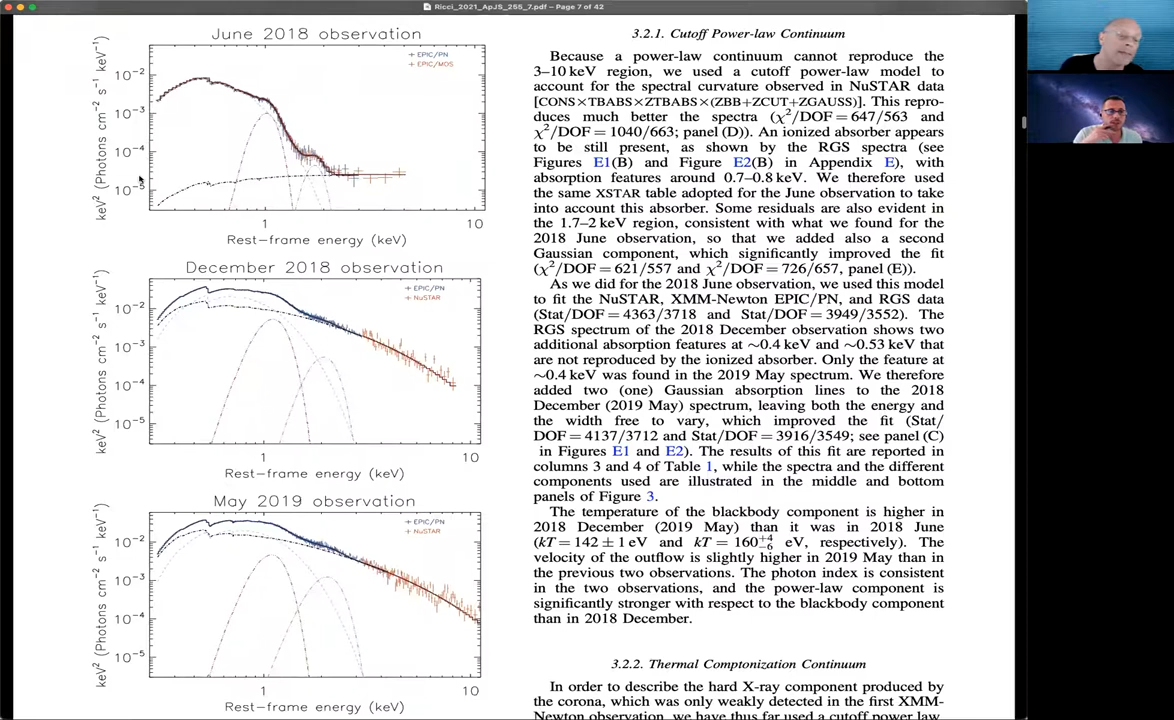 Ricci_2021_ApJS_255_7.pdf - Page 7 of 42
June 2018 observation
EPIC/PN
EPIC/MOS
10⁻²
10⁻³
10⁻⁴
10⁻⁵
keV² (Photons cm⁻² s⁻¹ keV⁻¹)
1
10
Rest-frame energy (keV)
December 2018 observation
EPIC/PN
NuSTAR
10⁻²
10⁻³
10⁻⁴
10⁻⁵
keV² (Photons cm⁻² s⁻¹ keV⁻¹)
1
10
Rest-frame energy (keV)
May 2019 observation
EPIC/PN
NuSTAR
10⁻²
10⁻³
10⁻⁴
10⁻⁵
keV² (Photons cm⁻² s⁻¹ keV⁻¹)
1
10
Rest-frame energy (keV)
3.2.1. Cutoff Power-law Continuum
Because a power-law continuum cannot reproduce the
3–10 keV region, we used a cutoff power-law model to
account for the spectral curvature observed in NuSTAR data
[CONS×TBABS×ZTBABS×(ZBB+ZCUT+ZGAUSS)]. This repro-
duces much better the spectra (χ²/DOF = 647/563 and
χ²/DOF = 1040/663; panel (D)). An ionized absorber appears
to be still present, as shown by the RGS spectra (see
Figures E1(B) and Figure E2(B) in Appendix E), with
absorption features around 0.7–0.8 keV. We therefore used
the same XSTAR table adopted for the June observation to take
into account this absorber. Some residuals are also evident in
the 1.7–2 keV region, consistent with what we found for the
2018 June observation, so that we added also a second
Gaussian component, which significantly improved the fit
(χ²/DOF = 621/557 and χ²/DOF = 726/657, panel (E)).
As we did for the 2018 June observation, we used this model
to fit the NuSTAR, XMM-Newton EPIC/PN, and RGS data
(Stat/DOF = 4363/3718 and Stat/DOF = 3949/3552). The
RGS spectrum of the 2018 December observation shows two
additional absorption features at ∼0.4 keV and ∼0.53 keV that
are not reproduced by the ionized absorber. Only the feature at
∼0.4 keV was found in the 2019 May spectrum. We therefore
added two (one) Gaussian absorption lines to the 2018
December (2019 May) spectrum, leaving both the energy and
the width free to vary, which improved the fit (Stat/
DOF = 4137/3712 and Stat/DOF = 3916/3549; see panel (C)
in Figures E1 and E2). The results of this fit are reported in
columns 3 and 4 of Table 1, while the spectra and the different
components used are illustrated in the middle and bottom
panels of Figure 3.
The temperature of the blackbody component is higher in
2018 December (2019 May) than it was in 2018 June
(kT = 142 ± 1 eV and kT = 160⁺⁴₋₆ eV, respectively). The
velocity of the outflow is slightly higher in 2019 May than in
the previous two observations. The photon index is consistent
in the two observations, and the power-law component is
significantly stronger with respect to the blackbody component
than in 2018 December.
3.2.2. Thermal Comptonization Continuum
In order to describe the hard X-ray component produced by
the corona, which was only weakly detected in the first XMM-
Newton observation, we have thus far used a cutoff power law